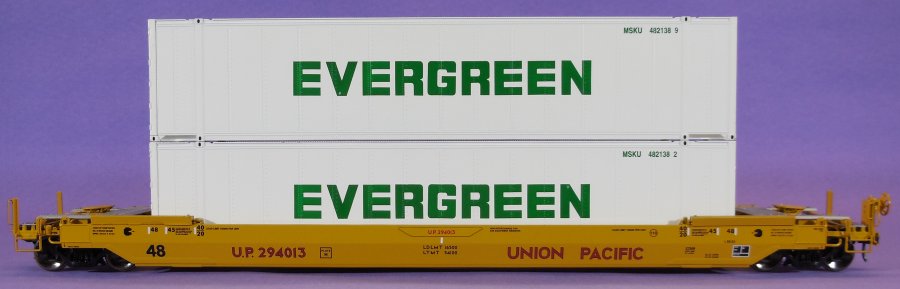 MSKU 482138 9
EVERGREEN
MSKU 482138 2
EVERGREEN
48 45 40 20
U.P. 294013
40 20 45 48
48
U.P. 294013
UNION PACIFIC